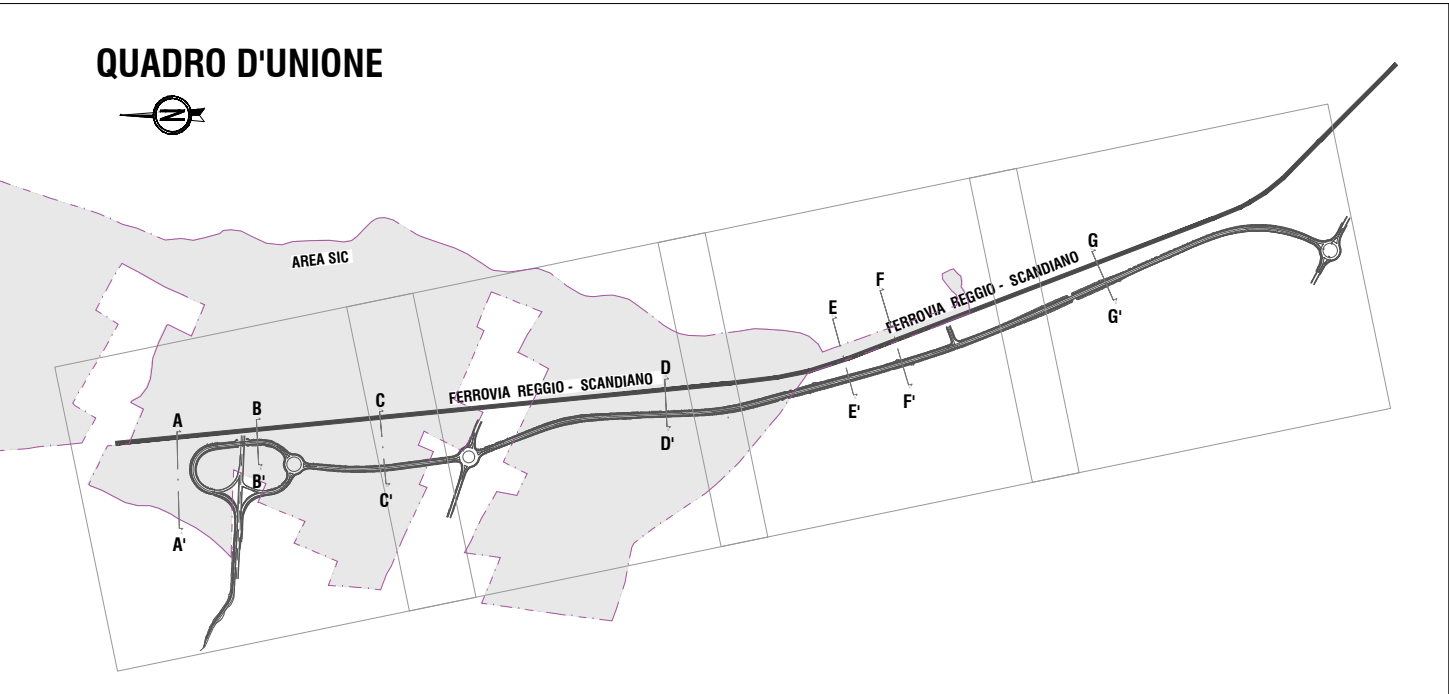 QUADRO D'UNIONE
N
AREA SIC
FERROVIA REGGIO - SCANDIANO
FERROVIA REGGIO - SCANDIANO
A
B
C
D
E
F
G
A'
B'
C'
D'
E'
F'
G'